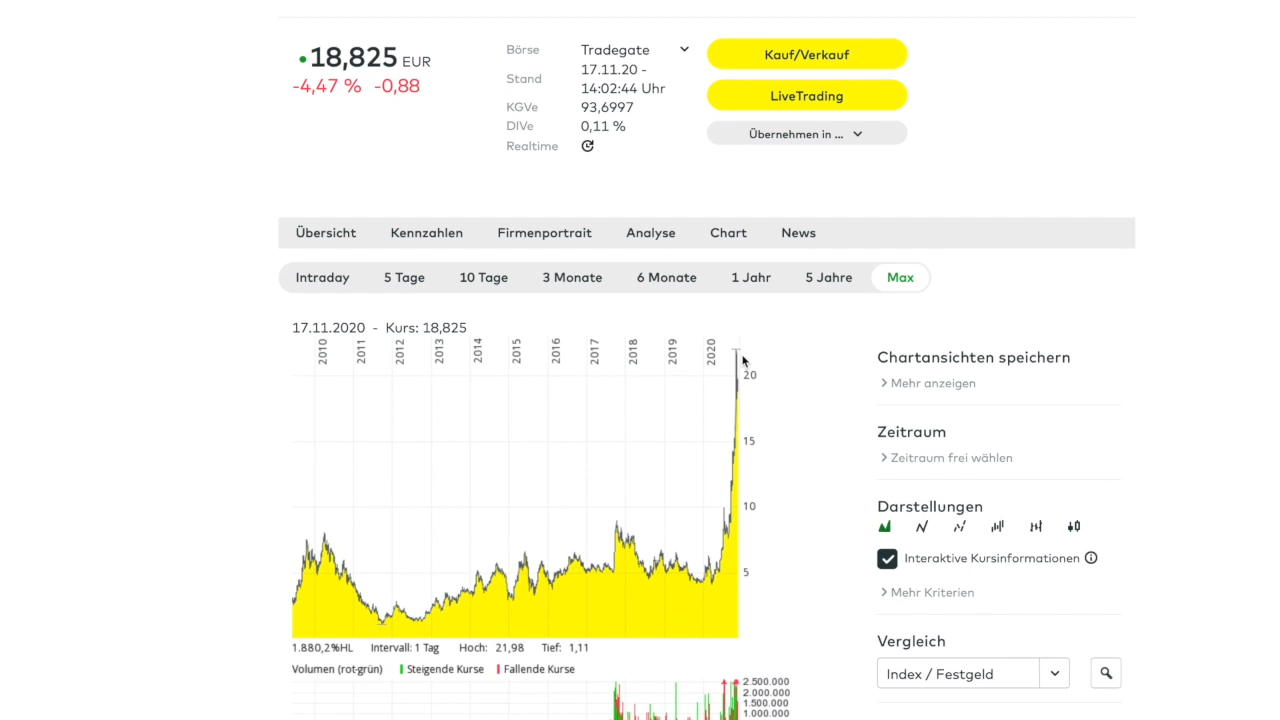 18,825 EUR
-4,47 % -0,88
Börse Tradegate
Stand 17.11.20 - 14:02:44 Uhr
KGVe 93,6997
DIVe 0,11 %
Realtime
Kauf/Verkauf
LiveTrading
Übernehmen in ...
Übersicht Kennzahlen Firmenportrait Analyse Chart News
Intraday 5 Tage 10 Tage 3 Monate 6 Monate 1 Jahr 5 Jahre Max
17.11.2020 - Kurs: 18,825
2010 2011 2012 2013 2014 2015 2016 2017 2018 2019 2020
20
15
10
5
1.880,2%HL Intervall: 1 Tag Hoch: 21,98 Tief: 1,11
Volumen (rot-grün) Steigende Kurse Fallende Kurse
2.500.000
2.000.000
1.500.000
1.000.000
Chartansichten speichern
Mehr anzeigen
Zeitraum
Zeitraum frei wählen
Darstellungen
Interaktive Kursinformationen
Mehr Kriterien
Vergleich
Index / Festgeld